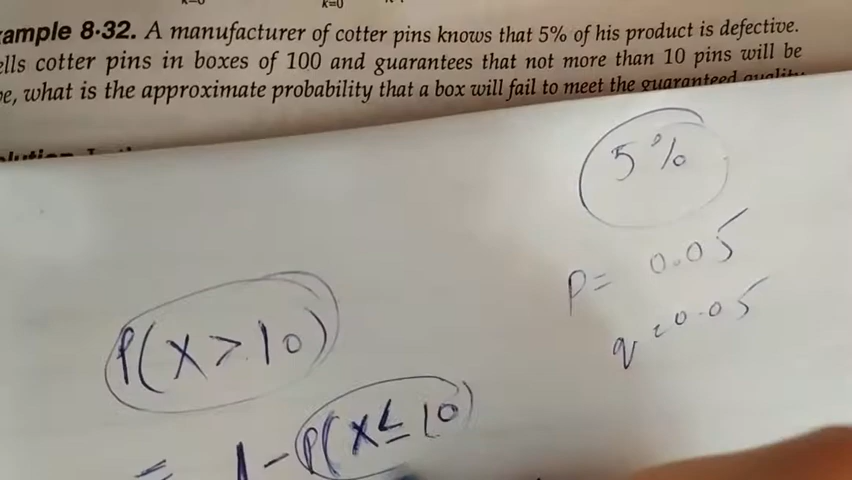 ample 8·32. A manufacturer of cotter pins knows that 5% of his product is defective.
ells cotter pins in boxes of 100 and guarantees that not more than 10 pins will be
e, what is the approximate probability that a box will fail to meet the guaranteed quality
5%
P = 0.05
q = 0.05
P(X > 10)
= 1 - P(X ≤ 10)